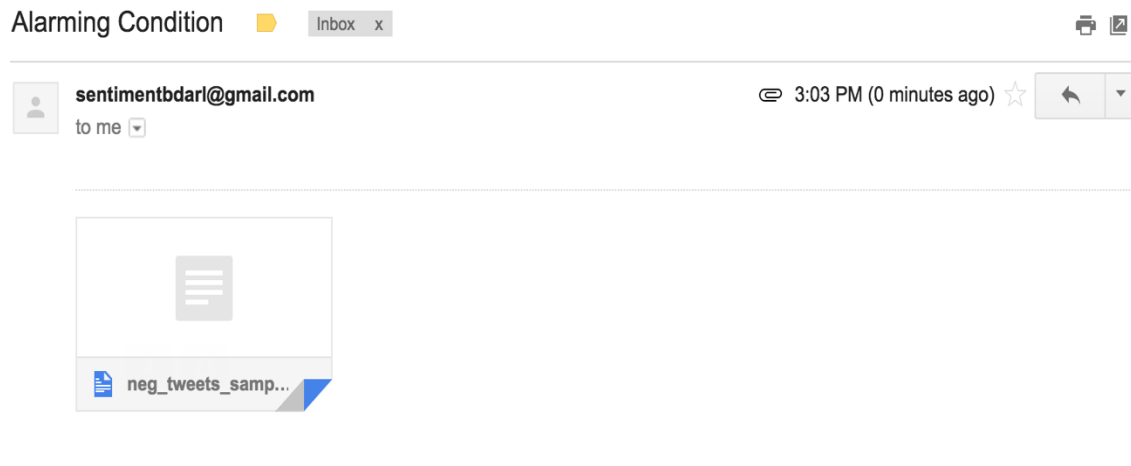 Alarming Condition Inbox x
sentimentbdarl@gmail.com 3:03 PM (0 minutes ago)
to me
neg_tweets_samp...